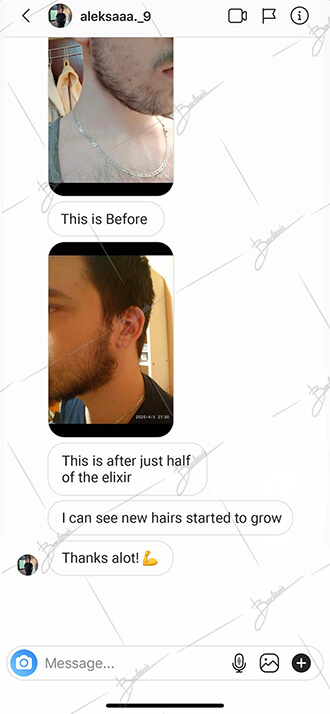 aleksaaa._9
This is Before
2020/4/3 21:30
This is after just half
of the elixir
I can see new hairs started to grow
Thanks alot!💪
Message...